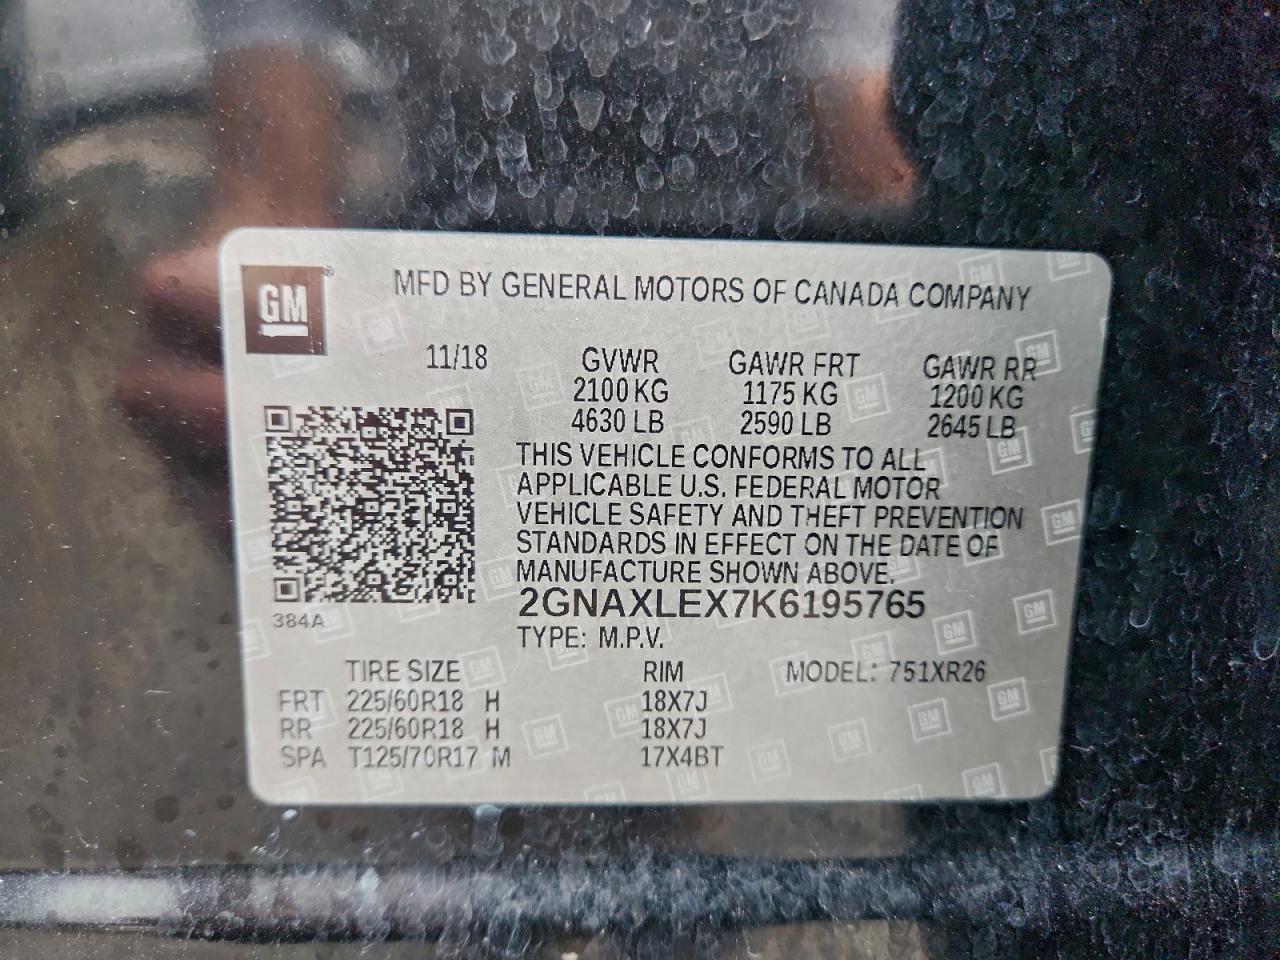 GM®
MFD BY GENERAL MOTORS OF CANADA COMPANY
11/18 GVWR GAWR FRT GAWR RR
2100 KG 1175 KG 1200 KG
4630 LB 2590 LB 2645 LB
THIS VEHICLE CONFORMS TO ALL
APPLICABLE U.S. FEDERAL MOTOR
VEHICLE SAFETY AND THEFT PREVENTION
STANDARDS IN EFFECT ON THE DATE OF
MANUFACTURE SHOWN ABOVE.
2GNAXLEX7K6195765
384A
TYPE: M.P.V.
TIRE SIZE RIM MODEL: 751XR26
FRT 225/60R18 H 18X7J
RR 225/60R18 H 18X7J
SPA T125/70R17 M 17X4BT